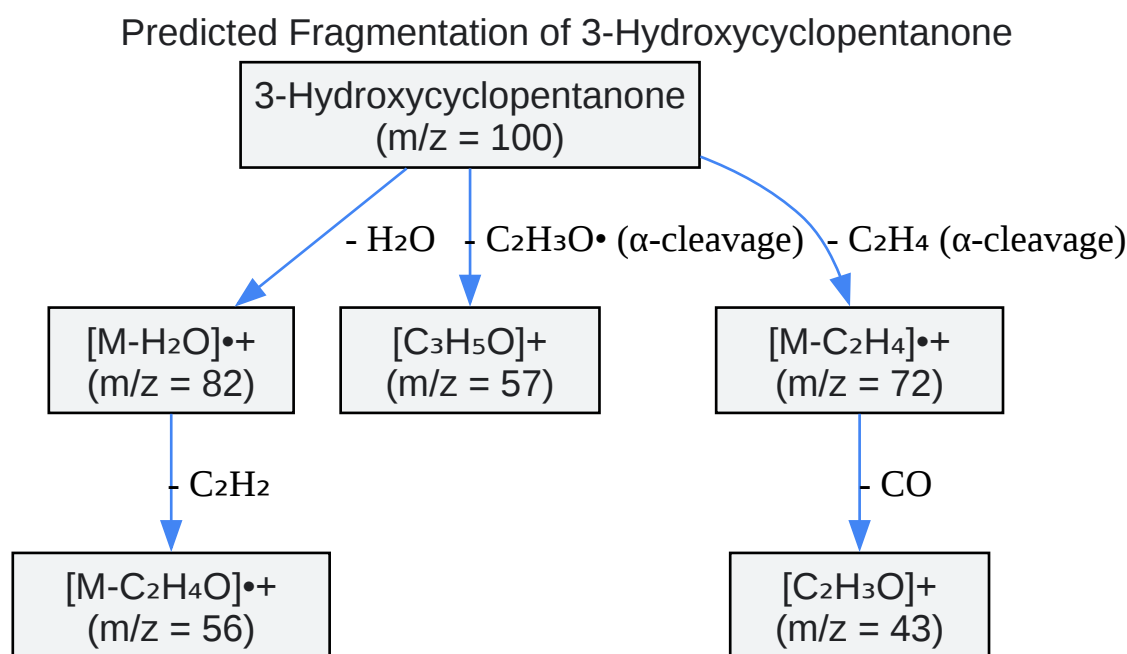 Predicted Fragmentation of 3-Hydroxycyclopentanone
3-Hydroxycyclopentanone
(m/z = 100)
- H₂O
- C₂H₃O• (α-cleavage)
- C₂H₄ (α-cleavage)
[M-H₂O]•+
(m/z = 82)
[C₃H₅O]+
(m/z = 57)
[M-C₂H₄]•+
(m/z = 72)
- C₂H₂
- CO
[M-C₂H₄O]•+
(m/z = 56)
[C₂H₃O]+
(m/z = 43)